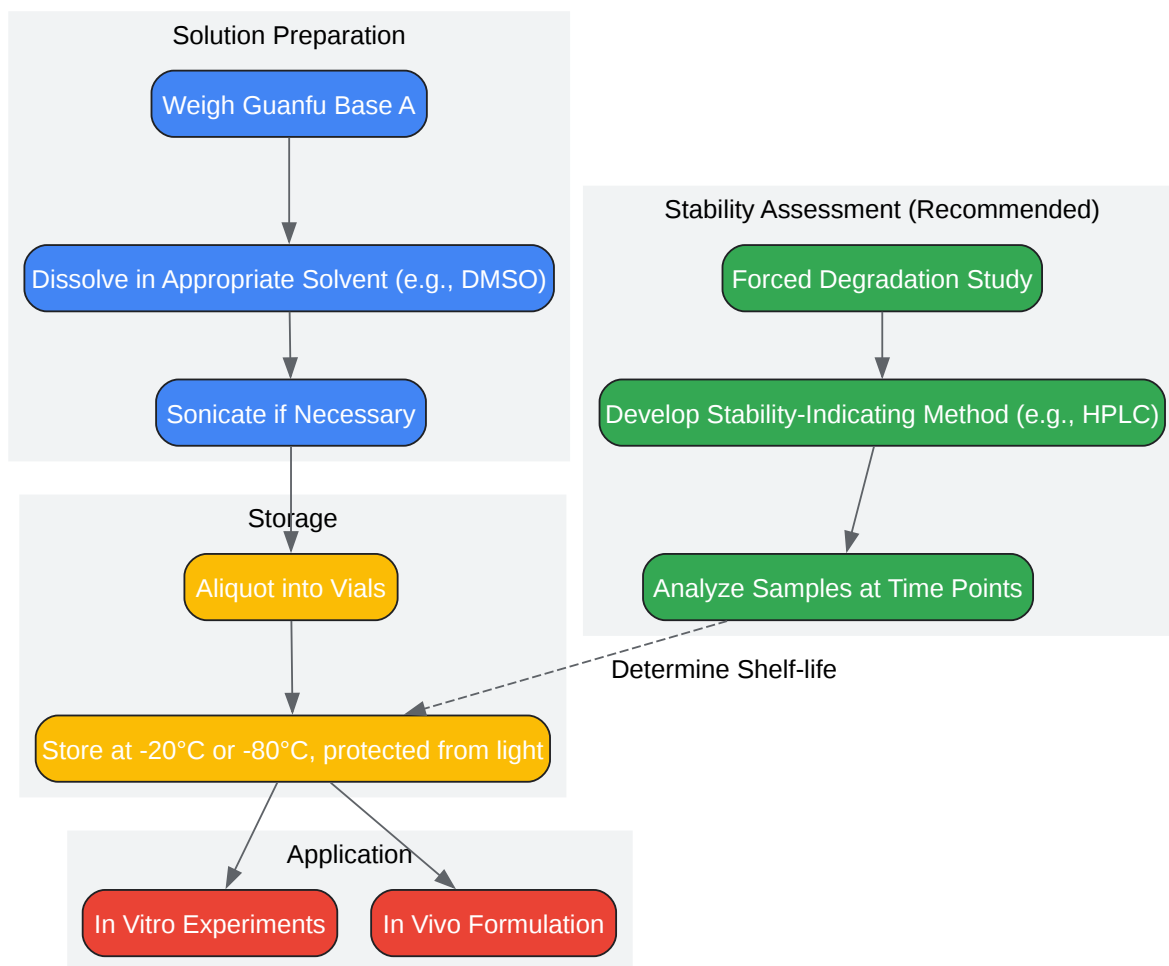 Solution Preparation
Weigh Guanfu Base A
Dissolve in Appropriate Solvent (e.g., DMSO)
Sonicate if Necessary
Stability Assessment (Recommended)
Forced Degradation Study
Develop Stability-Indicating Method (e.g., HPLC)
Analyze Samples at Time Points
Determine Shelf-life
Storage
Aliquot into Vials
Store at -20°C or -80°C, protected from light
Application
In Vitro Experiments
In Vivo Formulation